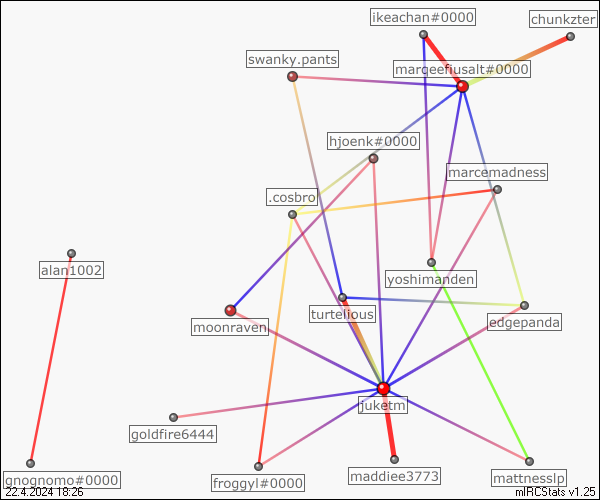 ikeachan#0000
chunkzter
swanky.pants
marqeefiusalt#0000
hjoenk#0000
marcemadness
.cosbro
alan1002
yoshimanden
turtelious
edgepanda
moonraven
juketm
goldfire6444
maddiee3773
mattnesslp
gnognomo#0000
froggyl#0000
22.4.2024 18:26
mIRCStats v1.25